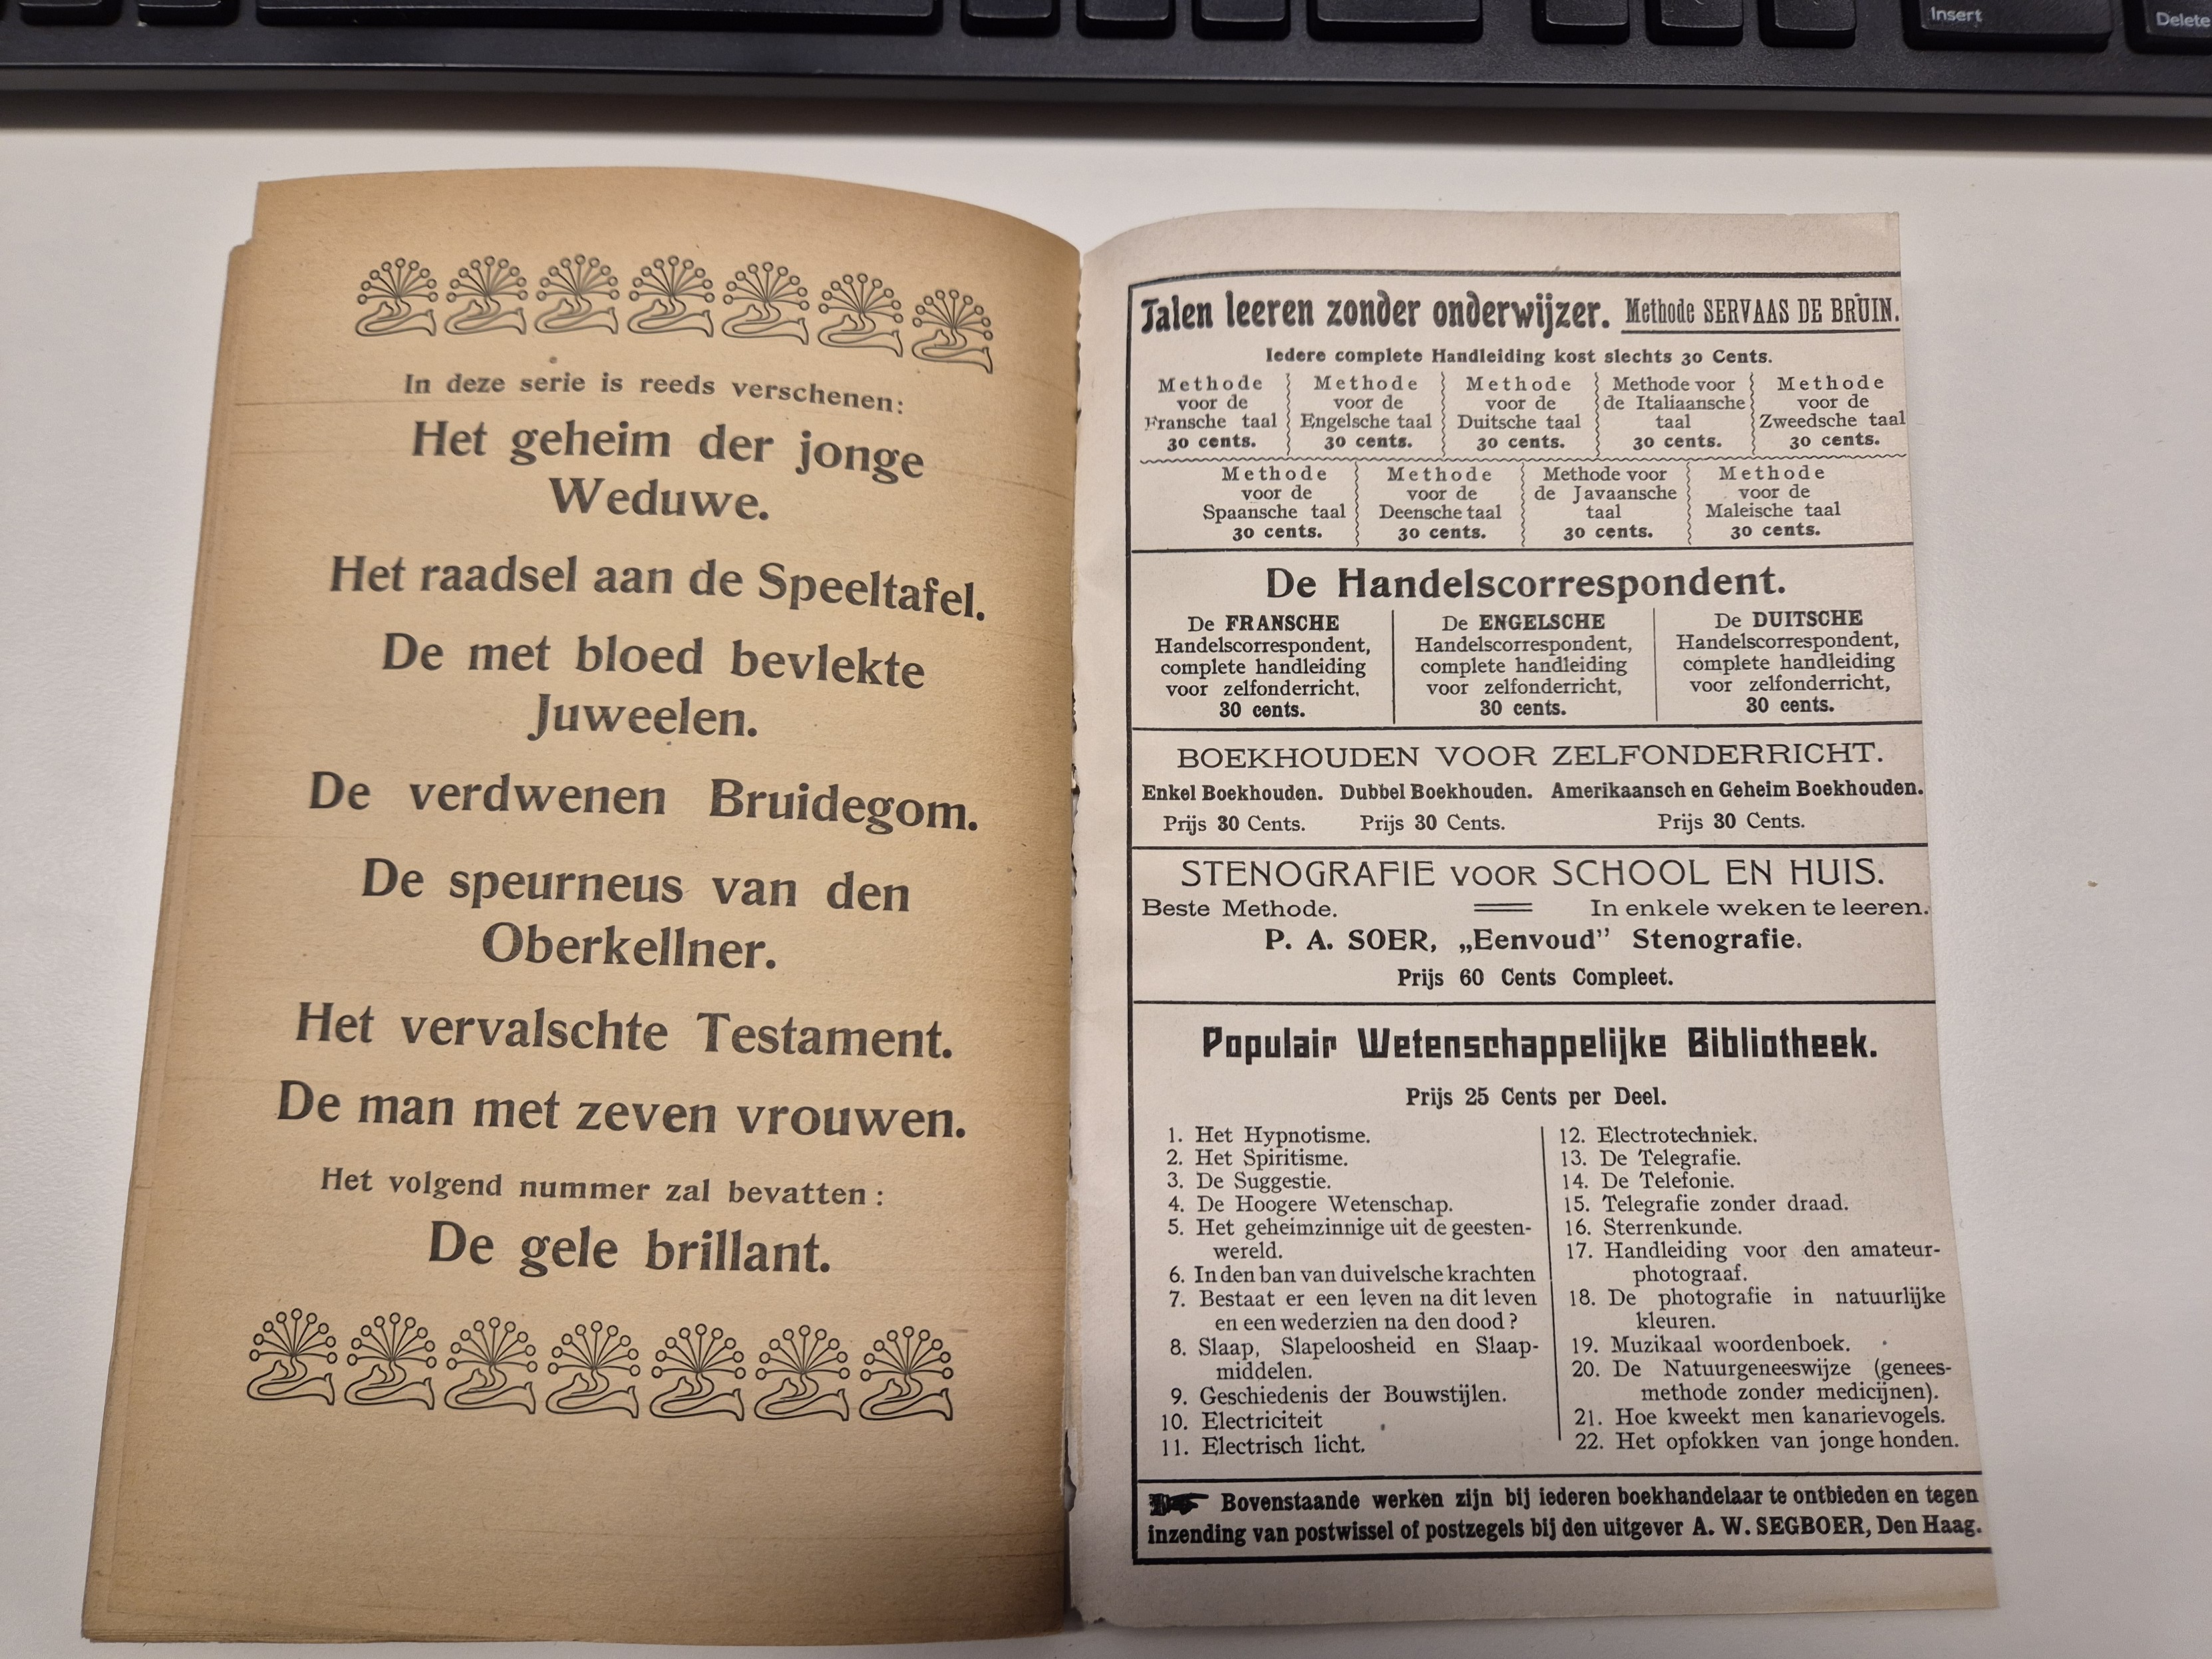 Insert
Delete
In deze serie is reeds verschenen:
Het geheim der jonge
Weduwe.
Het raadsel aan de Speeltafel.
De met bloed bevlekte
Juweelen.
De verdwenen Bruidegom.
De speurneus van den
Oberkellner.
Het vervalschte Testament.
De man met zeven vrouwen.
Het volgend nummer zal bevatten:
De gele brillant.
Talen leeren zonder onderwijzer. Methode SERVAAS DE BRUIN.
Iedere complete Handleiding kost slechts 30 Cents.
Methode
voor de
Fransche taal
30 cents.
Methode
voor de
Engelsche taal
30 cents.
Methode
voor de
Duitsche taal
30 cents.
Methode voor
de Italiaansche
taal
30 cents.
Methode
voor de
Zweedsche taal
30 cents.
Methode
voor de
Spaansche taal
30 cents.
Methode
voor de
Deensche taal
30 cents.
Methode voor
de Javaansche
taal
30 cents.
Methode
voor de
Maleische taal
30 cents.
De Handelscorrespondent.
De FRANSCHE
Handelscorrespondent,
complete handleiding
voor zelfonderricht,
30 cents.
De ENGELSCHE
Handelscorrespondent,
complete handleiding
voor zelfonderricht,
30 cents.
De DUITSCHE
Handelscorrespondent,
complete handleiding
voor zelfonderricht,
30 cents.
BOEKHOUDEN VOOR ZELFONDERRICHT.
Enkel Boekhouden. Dubbel Boekhouden. Amerikaansch en Geheim Boekhouden.
Prijs 30 Cents. Prijs 30 Cents. Prijs 30 Cents.
STENOGRAFIE VOOR SCHOOL EN HUIS.
Beste Methode. In enkele weken te leeren.
P. A. SOER, „Eenvoud” Stenografie.
Prijs 60 Cents Compleet.
Populair Wetenschappelijke Bibliotheek.
Prijs 25 Cents per Deel.
1. Het Hypnotisme.
2. Het Spiritisme.
3. De Suggestie.
4. De Hoogere Wetenschap.
5. Het geheimzinnige uit de geesten-
wereld.
6. In den ban van duivelsche krachten
7. Bestaat er een leven na dit leven
en een wederzien na den dood?
8. Slaap, Slapeloosheid en Slaap-
middelen.
9. Geschiedenis der Bouwstijlen.
10. Electriciteit
11. Electrisch licht.
12. Electrotechniek.
13. De Telegrafie.
14. De Telefonie.
15. Telegrafie zonder draad.
16. Sterrenkunde.
17. Handleiding voor den amateur-
photograaf.
18. De photografie in natuurlijke
kleuren.
19. Muzikaal woordenboek.
20. De Natuurgeneeswijze (genees-
methode zonder medicijnen).
21. Hoe kweekt men kanarievogels.
22. Het opfokken van jonge honden.
Bovenstaande werken zijn bij iederen boekhandelaar te ontbieden en tegen
inzending van postwissel of postzegels bij den uitgever A. W. SEGBOER, Den Haag.